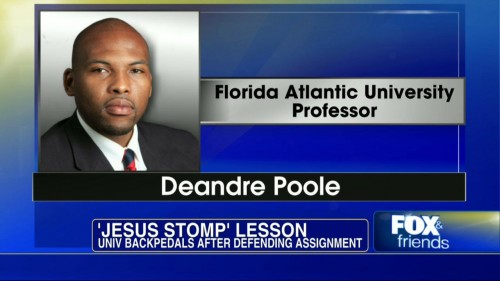 Florida Atlantic University
Professor
Deandre Poole
'JESUS STOMP' LESSON
UNIV BACKPEDALS AFTER DEFENDING ASSIGNMENT
FOX &
friends